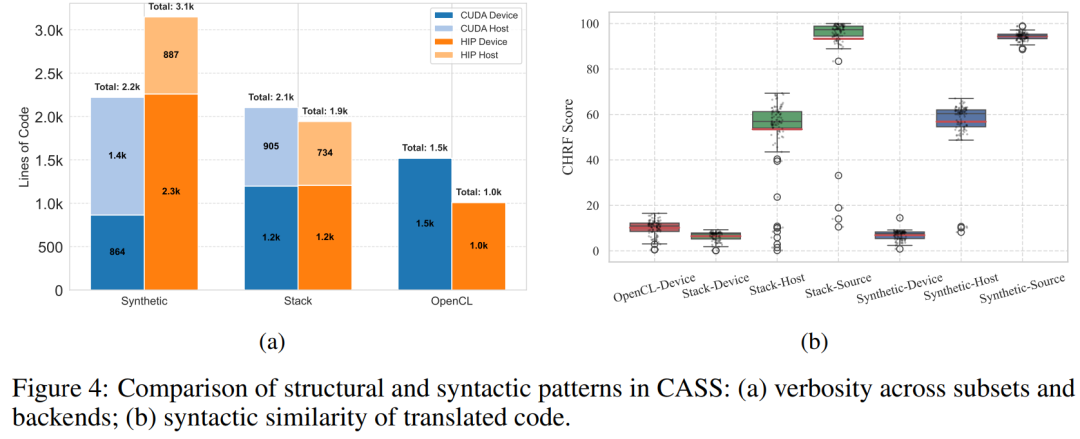 3.0k
2.5k
2.0k
1.5k
1.0k
500
0
Lines of Code
Total: 3.1k
887
2.3k
Total: 2.2k
1.4k
864
Total: 2.1k
905
1.2k
Total: 1.9k
734
1.2k
Total: 1.5k
1.5k
Total: 1.0k
1.0k
CUDA Device
CUDA Host
HIP Device
HIP Host
Synthetic
Stack
OpenCL
(a)
100
80
60
40
20
0
CHRF Score
OpenCL-Device
Stack-Device
Stack-Host
Stack-Source
Synthetic-Device
Synthetic-Host
Synthetic-Source
(b)
Figure 4: Comparison of structural and syntactic patterns in CASS: (a) verbosity across subsets and
backends; (b) syntactic similarity of translated code.